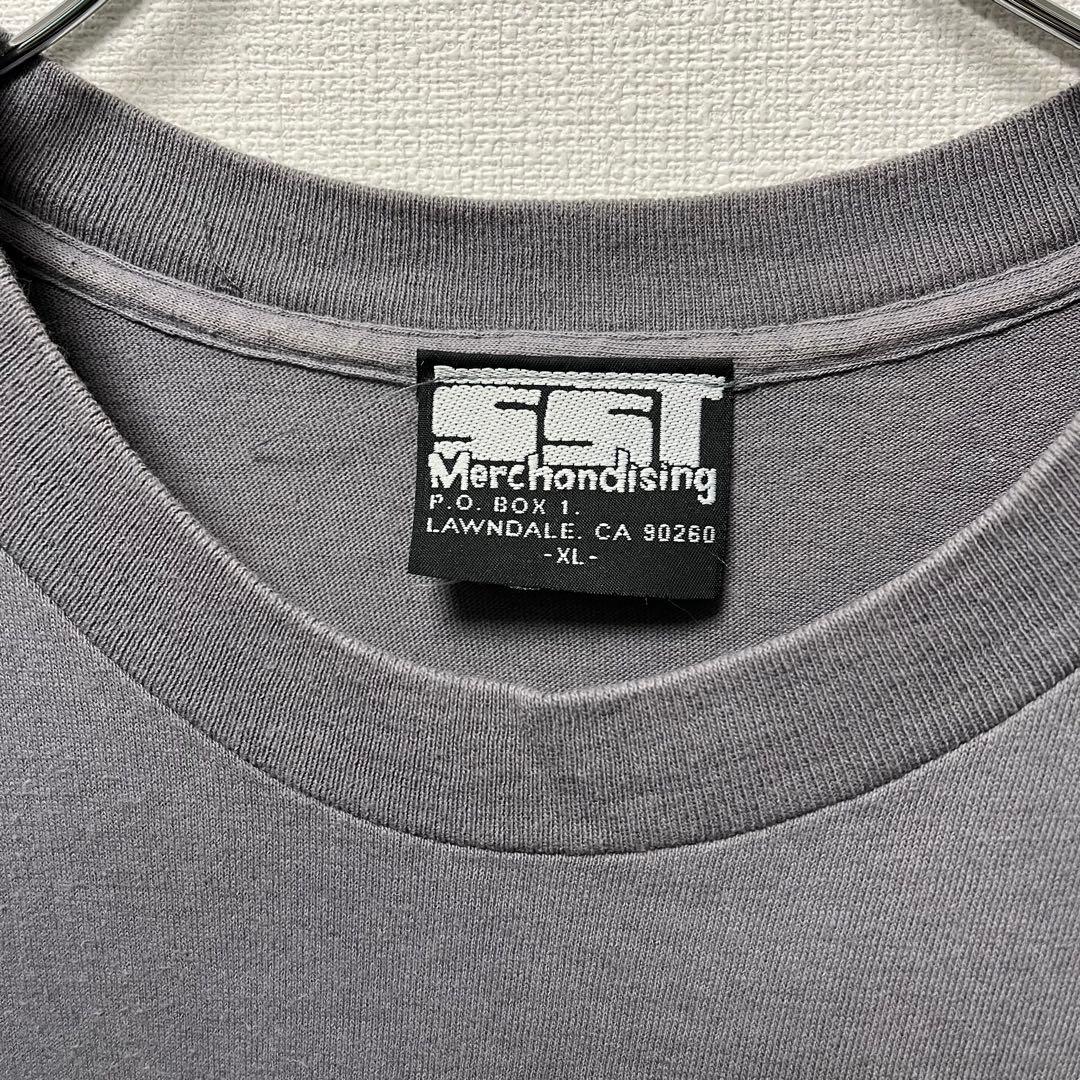 SST
Merchandising
P.O. BOX 1.
LAWNDALE. CA 90260
-XL-